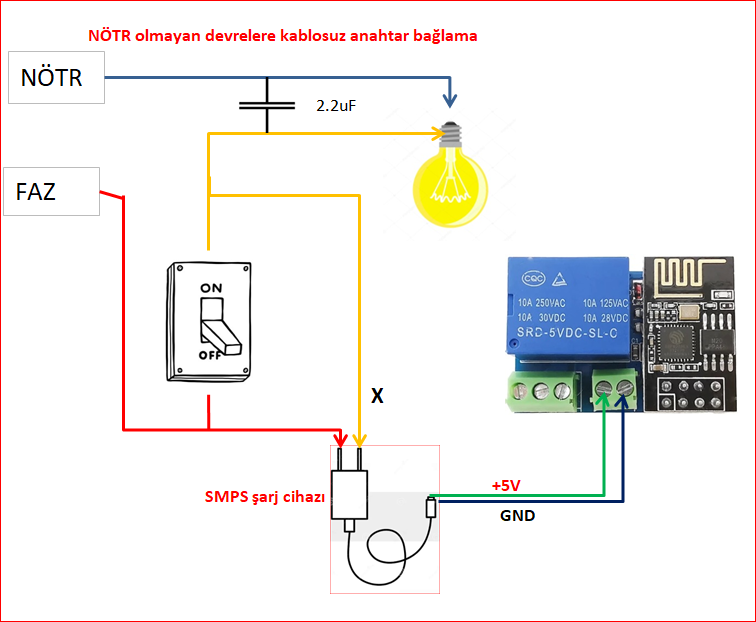 NÖTR olmayan devrelere kablosuz anahtar bağlama
NÖTR
2.2uF
FAZ
ON
OFF
X
SMPS şarj cihazı
+5V
GND
CQC
10A 250VAC 10A 125VAC
10A 30VDC 10A 28VDC
SRD-5VDC-SL-C